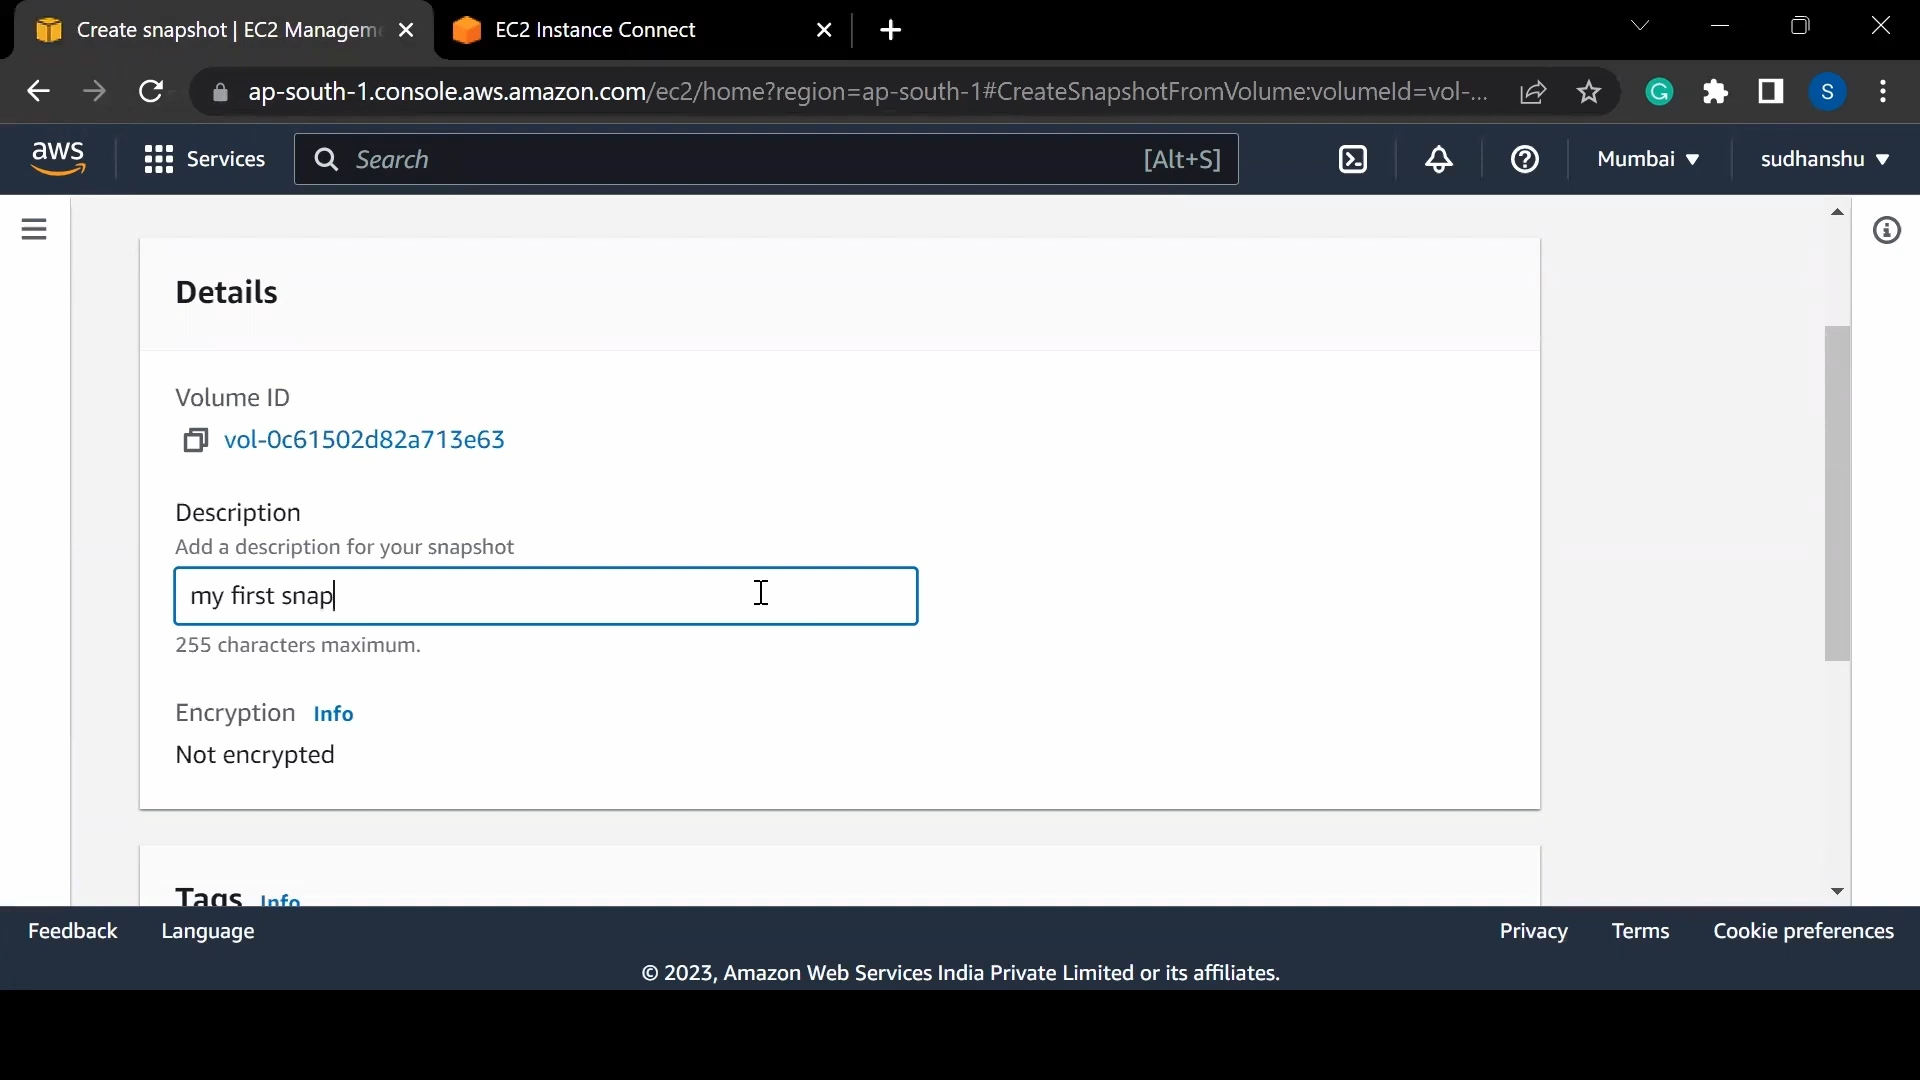 Create snapshot | EC2 Managem
EC2 Instance Connect
ap-south-1.console.aws.amazon.com/ec2/home?region=ap-south-1#CreateSnapshotFromVolume:volumeId=vol-...
S
aws
Services
Search
[Alt+S]
Mumbai
sudhanshu
Details
Volume ID
vol-0c61502d82a713e63
Description
Add a description for your snapshot
my first snap
255 characters maximum.
Encryption Info
Not encrypted
Tags Info
Feedback
Language
Privacy
Terms
Cookie preferences
© 2023, Amazon Web Services India Private Limited or its affiliates.